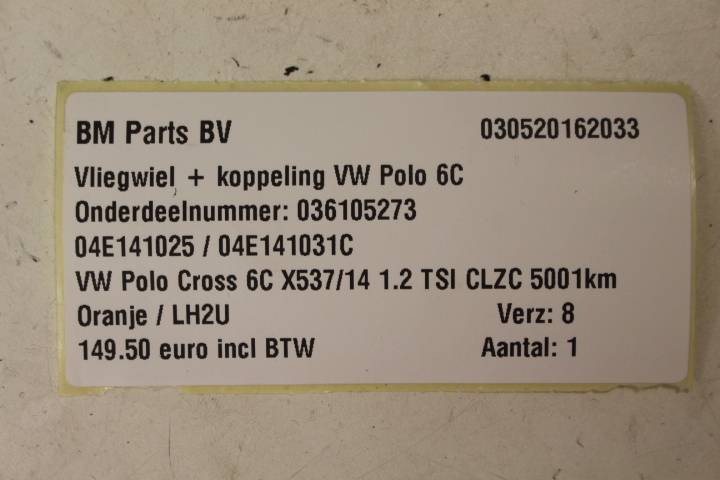 BM Parts BV 030520162033
Vliegwiel + koppeling VW Polo 6C
Onderdeelnummer: 036105273
04E141025 / 04E141031C
VW Polo Cross 6C X537/14 1.2 TSI CLZC 5001km
Oranje / LH2U Verz: 8
149.50 euro incl BTW Aantal: 1